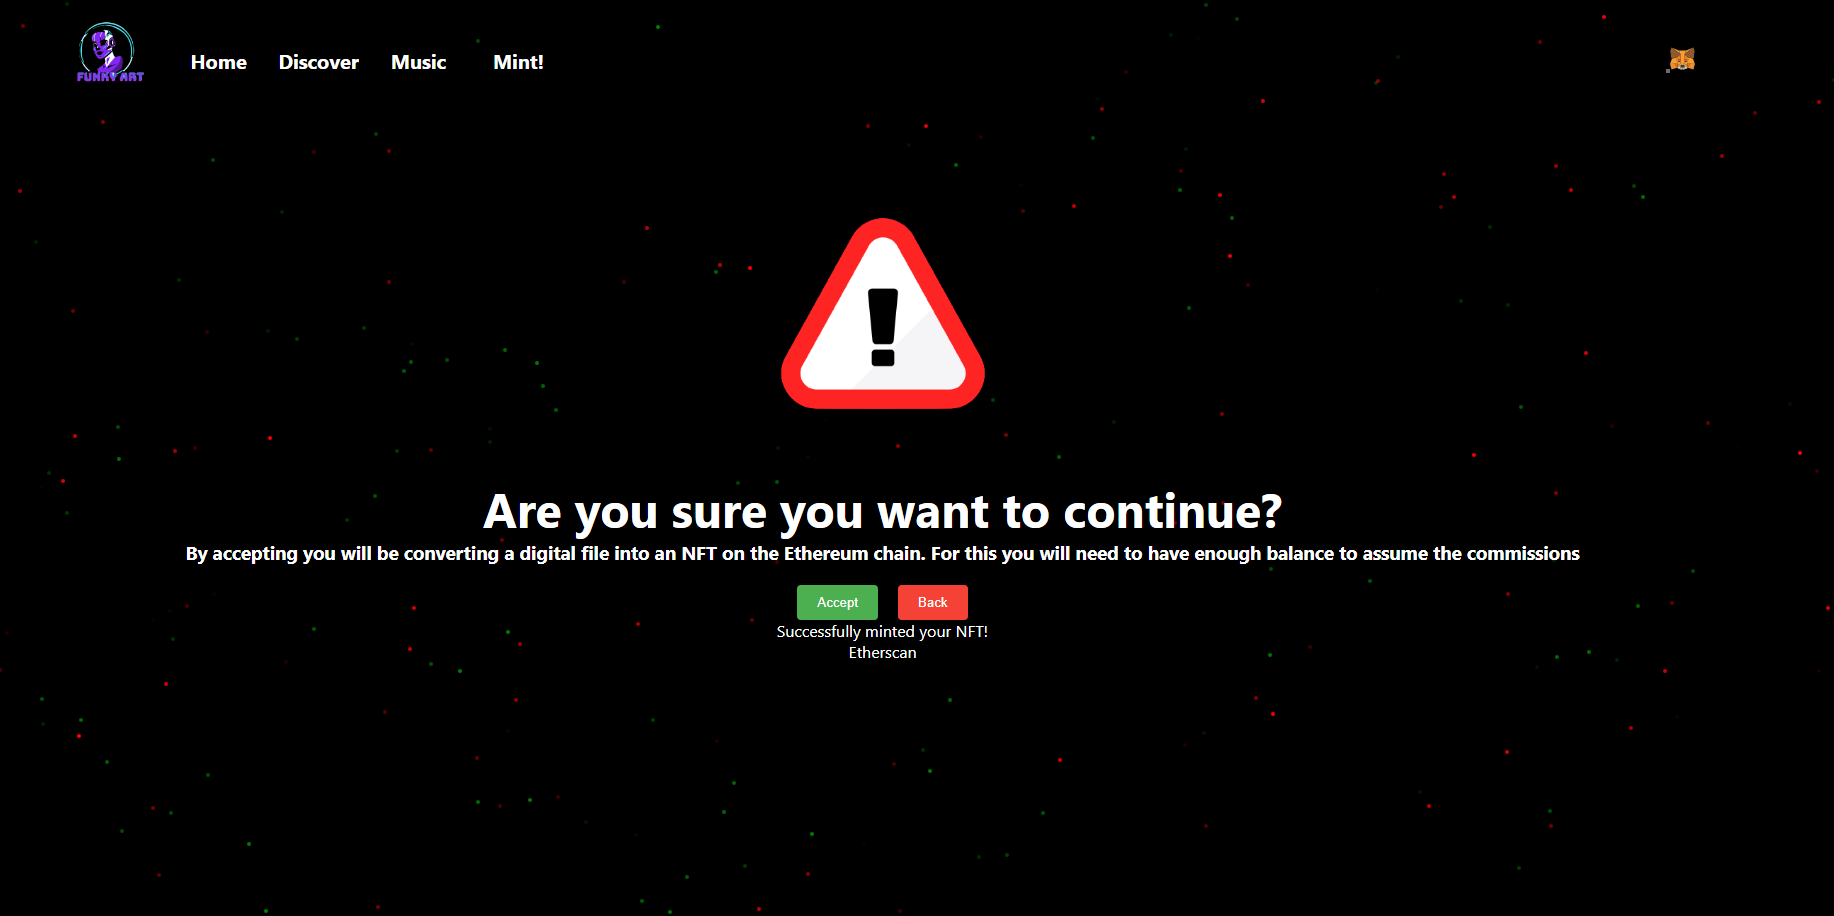 FUNKY ART
Home Discover Music Mint!
Are you sure you want to continue?
By accepting you will be converting a digital file into an NFT on the Ethereum chain. For this you will need to have enough balance to assume the commissions
Accept Back
Successfully minted your NFT!
Etherscan